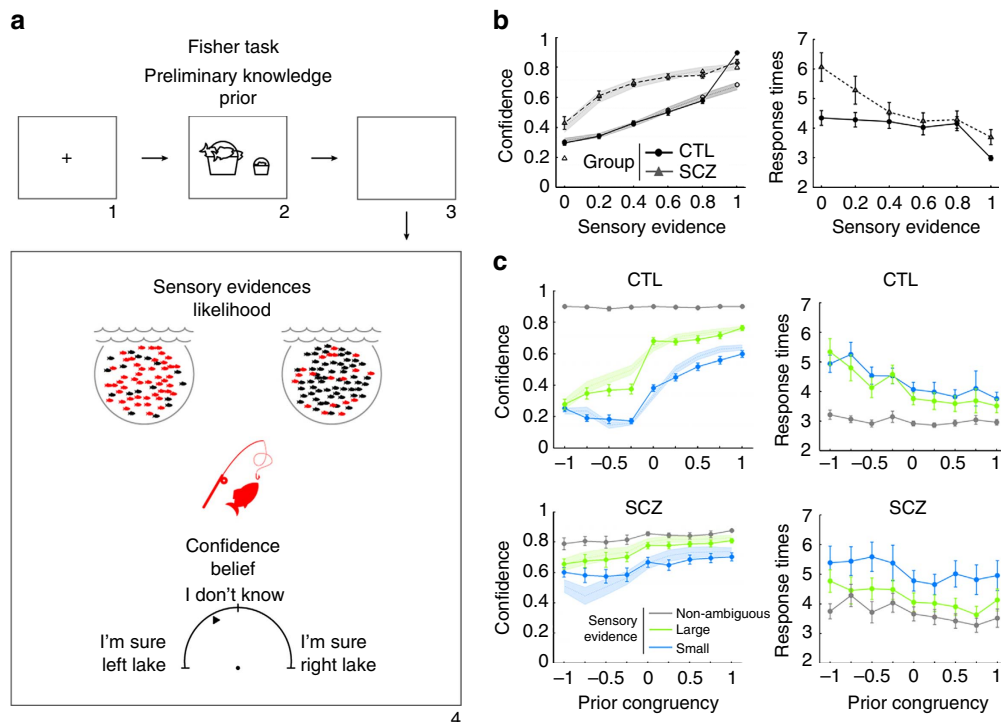 a
Fisher task
Preliminary knowledge
prior
+
1
2
3
Sensory evidences
likelihood
Confidence
belief
I don't know
I'm sure
left lake
I'm sure
right lake
4
b
Confidence
1
0.8
0.6
0.4
0.2
0
Group
CTL
SCZ
0 0.2 0.4 0.6 0.8 1
Sensory evidence
Response times
7
6
5
4
3
2
0 0.2 0.4 0.6 0.8 1
Sensory evidence
c
CTL
Confidence
1
0.8
0.6
0.4
0.2
0
−1 −0.5 0 0.5 1
Response times
7
6
5
4
3
2
−1 −0.5 0 0.5 1
SCZ
Confidence
1
0.8
0.6
0.4
0.2
0
Sensory
evidence
Non-ambiguous
Large
Small
−1 −0.5 0 0.5 1
Prior congruency
SCZ
Response times
7
6
5
4
3
2
−1 −0.5 0 0.5 1
Prior congruency